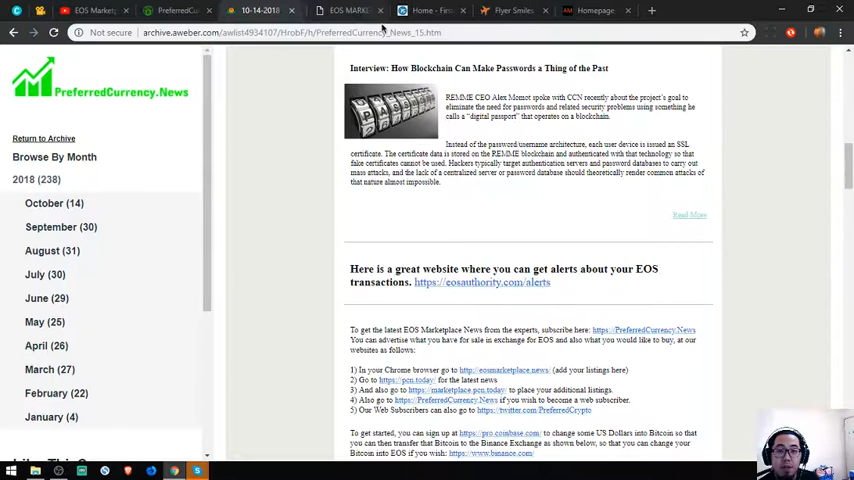 EOS Market
PreferredCurr
10-14-2018
EOS MARKE
Home - Firs
Flyer Smiles
Homepage
Not secure
archive.aweber.com/awlist4934107/HrobF/h/PreferredCurrency_News_15.htm
PreferredCurrency.News
Return to Archive
Browse By Month
2018 (238)
October (14)
September (30)
August (31)
July (30)
June (29)
May (25)
April (26)
March (27)
February (22)
January (4)
Interview: How Blockchain Can Make Passwords a Thing of the Past
REMME CEO Alex Momot spoke with CCN recently about the project's goal to
eliminate the need for passwords and related security problems using something he
calls a "digital passport" that operates on a blockchain.
Instead of the password/username architecture, each user device is issued an SSL
certificate. The certificate data is stored on the REMME blockchain and authenticated with that technology so that
fake certificates cannot be used. Hackers typically target authentication servers and password databases to carry out
mass attacks, and the lack of a centralized server or password database should theoretically render common attacks of
that nature almost impossible.
Read More
Here is a great website where you can get alerts about your EOS
transactions. https://eosauthority.com/alerts
To get the latest EOS Marketplace News from the experts, subscribe here: https://PreferredCurrency.News
You can advertise what you have for sale in exchange for EOS and also what you would like to buy, at our
websites as follows:
1) In your Chrome browser go to http://eosmarketplace.news/ (add your listings here)
2) Go to https://pcn.today/ for the latest news
3) And also go to https://marketplace.pcn.today/ to place your additional listings.
4) Also go to https://PreferredCurrency.News if you wish to become a web subscriber.
5) Our Web Subscribers can also go to https://twitter.com/PreferredCrypto
To get started, you can sign up at https://pro.coinbase.com/ to change some US Dollars into Bitcoin so that
you can then transfer that Bitcoin to the Binance Exchange as shown below, so that you can change your
Bitcoin into EOS if you wish: https://www.binance.com/